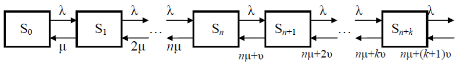 λ λ λ λ λ λ λ
S₀ S₁ ... Sₙ Sₙ₊₁ ... Sₙ₊ₖ
μ 2μ nμ nμ+υ nμ+2υ nμ+kυ nμ+(k+1)υ